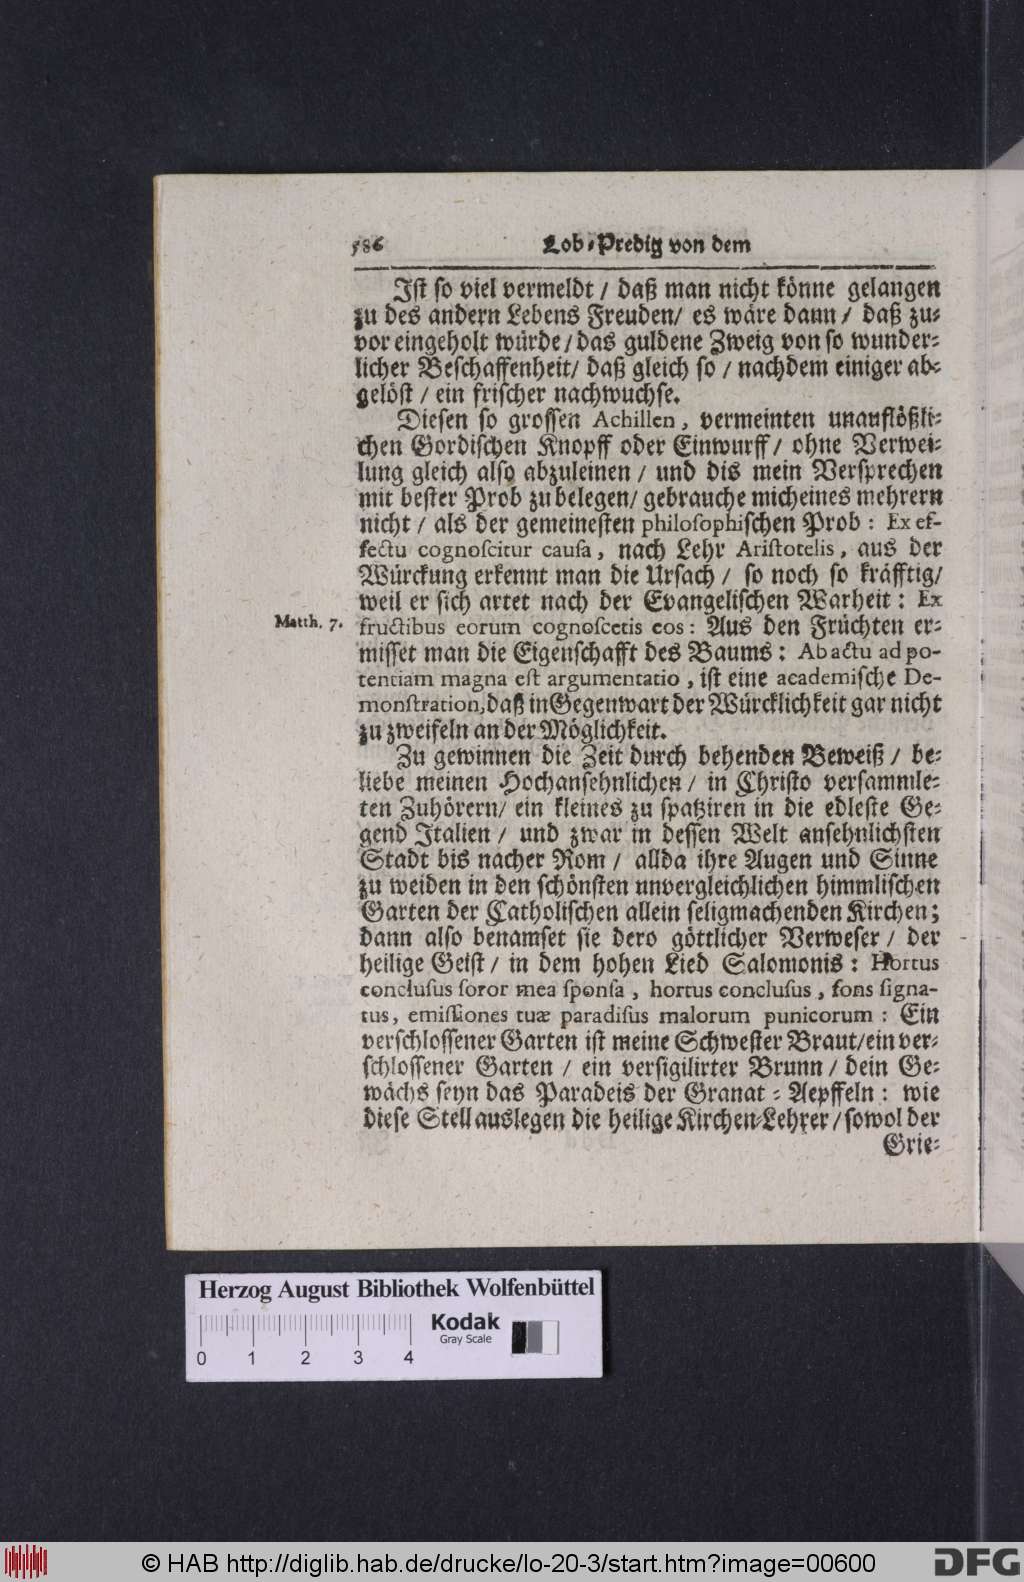 586 Lob-Predig von dem
Ist so viel vermeldt / daß man nicht könne gelangen
zu des andern Lebens Freuden / es wäre dann / daß zu-
vor eingeholt würde / das guldene Zweig von so wunder-
licher Beschaffenheit / daß gleich so / nachdem einiger ab-
gelöst / ein frischer nachwuchse.
Diesen so grossen Achillen, vermeinten unauflößli-
chen Gordischen Knopff oder Einwurff / ohne Verwei-
lung gleich also abzuleinen / und dis mein Versprechen
mit bester Prob zu belegen / gebrauche mich eines mehrern
nicht / als der gemeinesten philosophischen Prob: Ex ef-
fectu cognoscitur causa, nach Lehr Aristotelis, aus der
Würckung erkennt man die Ursach / so noch so kräfftig /
weil er sich artet nach der Evangelischen Warheit: Ex
Matth. 7. fructibus eorum cognoscetis eos: Aus den Früchten er-
misset man die Eigenschafft des Baums: Ab actu ad po-
tentiam magna est argumentatio, ist eine academische De-
monstration, daß in Gegenwart der Würcklichkeit gar nicht
zu zweifeln an der Möglichkeit.
Zu gewinnen die Zeit durch behenden Beweiß / be-
liebe meinen Hochansehnlichen / in Christo versammle-
ten Zuhörern / ein kleines zu spatziren in die edleste Ge-
gend Italien / und zwar in dessen Welt ansehnlichsten
Stadt bis nacher Rom / allda ihre Augen und Sinne
zu weiden in den schönsten unvergleichlichen himmlischen
Garten der Catholischen allein seligmachenden Kirchen;
dann also benamset sie dero göttlicher Verweser / der
heilige Geist / in dem hohen Lied Salomonis: Hortus
conclusus soror mea sponsa, hortus conclusus, fons signa-
tus, emissiones tuæ paradisus malorum punicorum: Ein
verschlossener Garten ist meine Schwester Braut / ein ver-
schlossener Garten / ein versigilirter Brunn / dein Ge-
wächs seyn das Paradeis der Granat-Aepffeln: wie
diese Stell auslegen die heilige Kirchen-Lehrer / sowol der
Grie-
Herzog August Bibliothek Wolfenbüttel
0 1 2 3 4
Kodak
Gray Scale
© HAB http://diglib.hab.de/drucke/lo-20-3/start.htm?image=00600
DFG